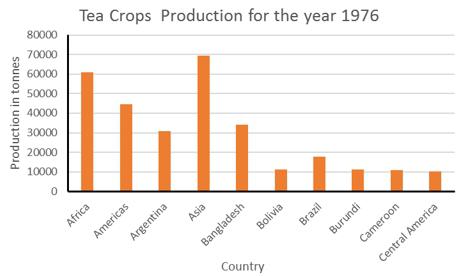 Tea Crops Production for the year 1976
Production in tonnes
80000
70000
60000
50000
40000
30000
20000
10000
0
Africa
Americas
Argentina
Asia
Bangladesh
Bolivia
Brazil
Burundi
Cameroon
Central America
Country